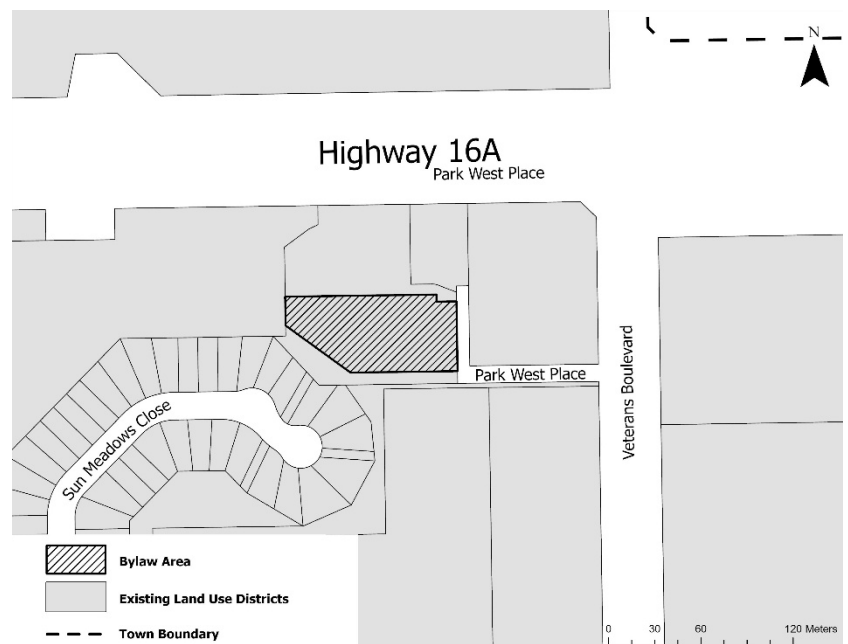 N
Highway 16A
Park West Place
Park West Place
Veterans Boulevard
Sun Meadows Close
Bylaw Area
Existing Land Use Districts
Town Boundary
0 30 60 120 Meters